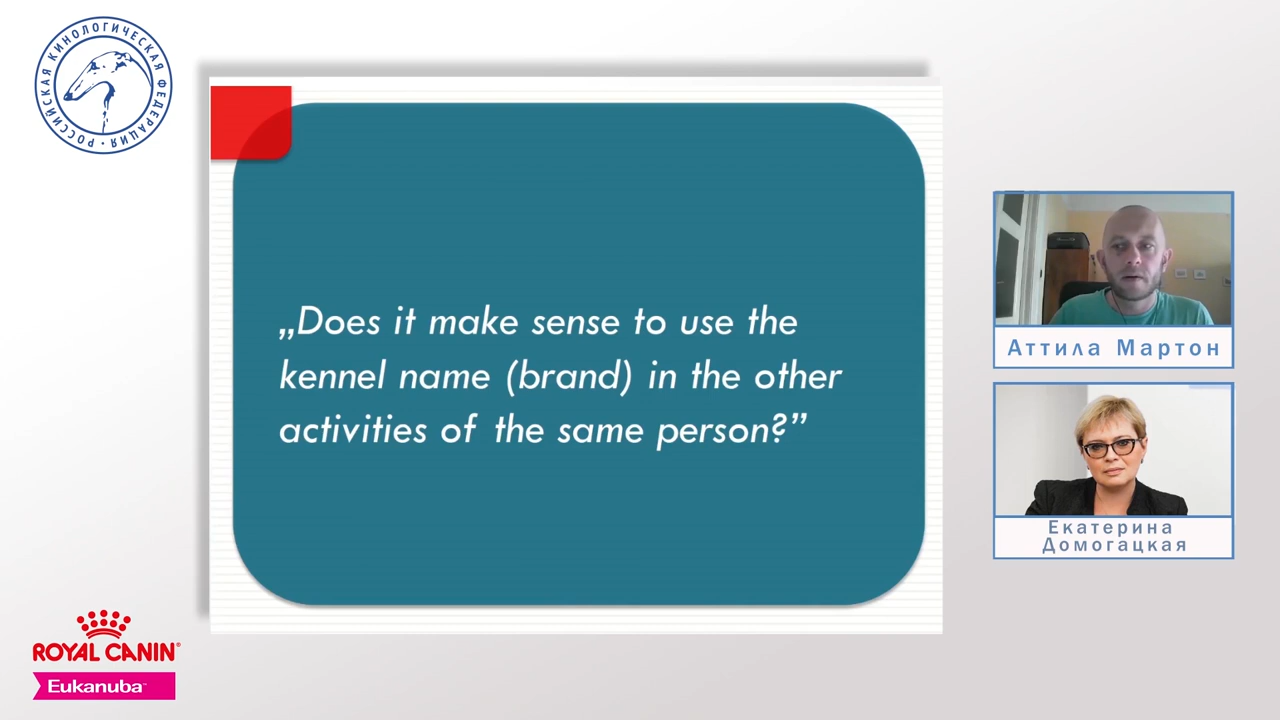 РОССИЙСКАЯ КИНОЛОГИЧЕСКАЯ ФЕДЕРАЦИЯ •
„Does it make sense to use the
kennel name (brand) in the other
activities of the same person?”
Аттила Мартон
Екатерина
Домогацкая
ROYAL CANIN®
Eukanuba™